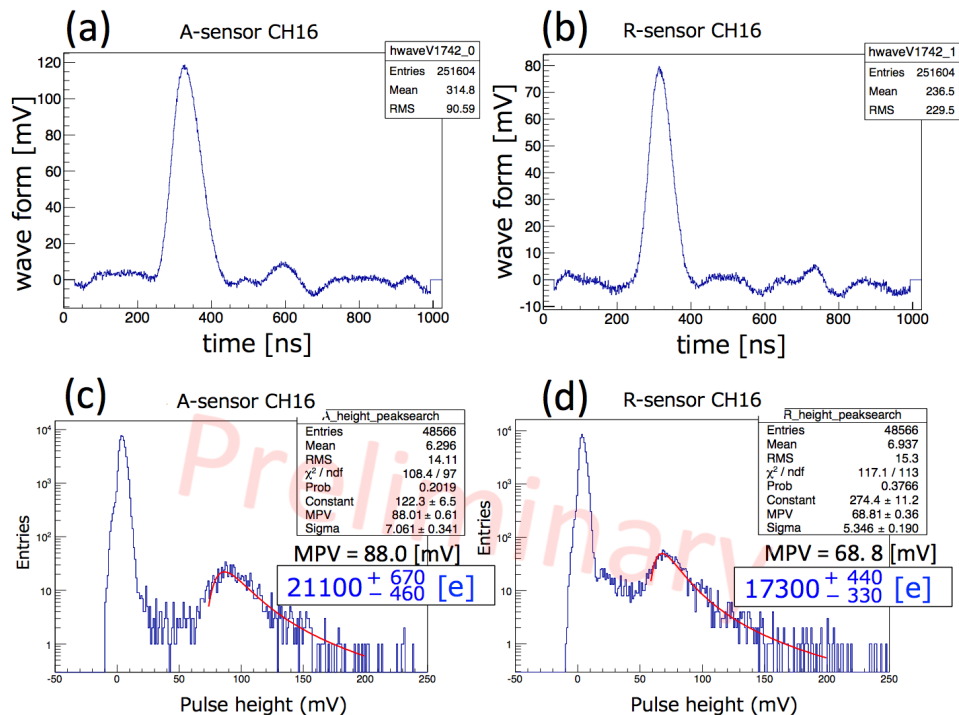 (a)
A-sensor CH16
hwaveV1742_0
Entries 251604
Mean 314.8
RMS 90.59
wave form [mV]
120
100
80
60
40
20
0
0 200 400 600 800 1000
time [ns]
(b)
R-sensor CH16
hwaveV1742_1
Entries 251604
Mean 236.5
RMS 229.5
wave form [mV]
80
70
60
50
40
30
20
10
0
-10
0 200 400 600 800 1000
time [ns]
Preliminary
(c)
A-sensor CH16
A_height_peaksearch
Entries 48566
Mean 6.296
RMS 14.11
χ² / ndf 108.4 / 97
Prob 0.2019
Constant 122.3 ± 6.5
MPV 88.01 ± 0.61
Sigma 7.061 ± 0.341
MPV = 88.0 [mV]
21100 + 670 − 460 [e]
Entries
10⁴
10³
10²
10
1
-50 0 50 100 150 200 250
Pulse height (mV)
(d)
R-sensor CH16
R_height_peaksearch
Entries 48566
Mean 6.937
RMS 15.3
χ² / ndf 117.1 / 113
Prob 0.3766
Constant 274.4 ± 11.2
MPV 68.81 ± 0.36
Sigma 5.346 ± 0.190
MPV = 68. 8 [mV]
17300 + 440 − 330 [e]
Entries
10⁴
10³
10²
10
1
-50 0 50 100 150 200 250
Pulse height (mV)